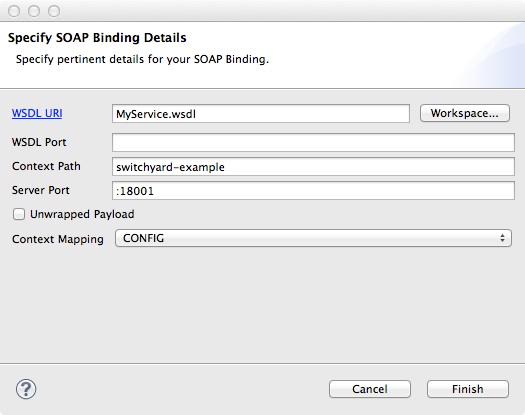 Specify SOAP Binding Details
Specify pertinent details for your SOAP Binding.
WSDL URI MyService.wsdl Workspace...
WSDL Port
Context Path switchyard-example
Server Port :18001
Unwrapped Payload
Context Mapping CONFIG
? Cancel Finish